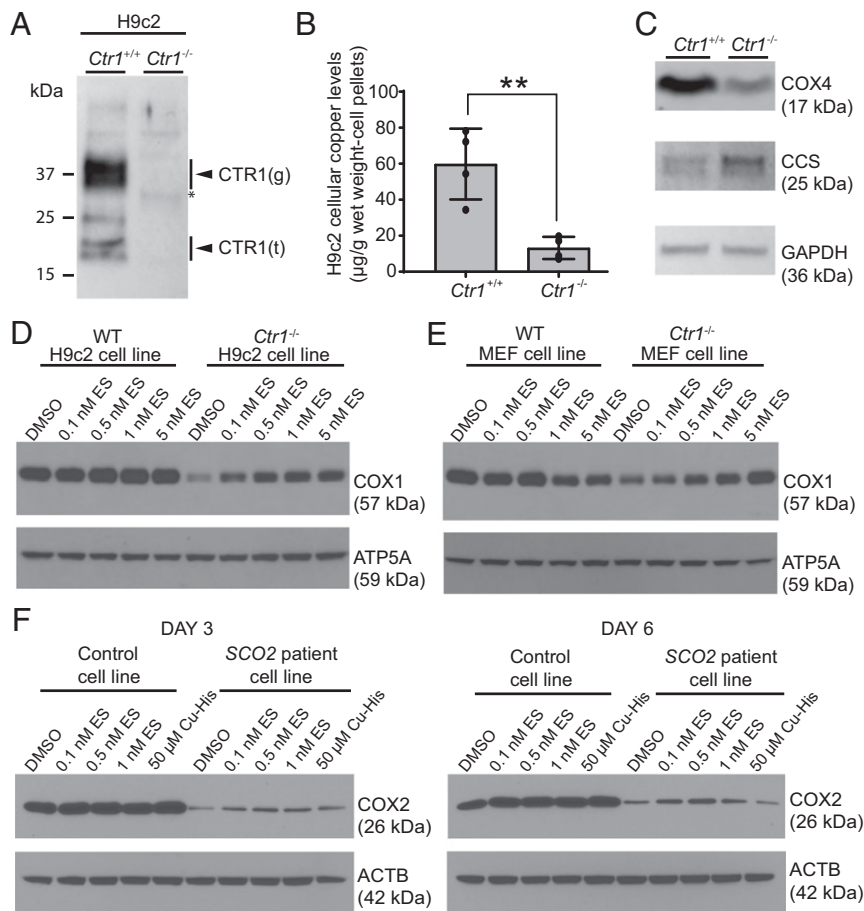 A
H9c2
Ctr1+/+ Ctr1-/-
kDa
37
25
15
CTR1(g)
*
CTR1(t)
B
H9c2 cellular copper levels
(µg/g wet weight-cell pellets)
100
80
60
40
20
0
**
Ctr1+/+ Ctr1-/-
C
Ctr1+/+ Ctr1-/-
COX4
(17 kDa)
CCS
(25 kDa)
GAPDH
(36 kDa)
D
WT
H9c2 cell line
Ctr1-/-
H9c2 cell line
DMSO
0.1 nM ES
0.5 nM ES
1 nM ES
5 nM ES
DMSO
0.1 nM ES
0.5 nM ES
1 nM ES
5 nM ES
COX1
(57 kDa)
ATP5A
(59 kDa)
E
WT
MEF cell line
Ctr1-/-
MEF cell line
DMSO
0.1 nM ES
0.5 nM ES
1 nM ES
5 nM ES
DMSO
0.1 nM ES
0.5 nM ES
1 nM ES
5 nM ES
COX1
(57 kDa)
ATP5A
(59 kDa)
F
DAY 3
Control
cell line
SCO2 patient
cell line
DMSO
0.1 nM ES
0.5 nM ES
1 nM ES
50 µM Cu-His
DMSO
0.1 nM ES
0.5 nM ES
1 nM ES
50 µM Cu-His
COX2
(26 kDa)
ACTB
(42 kDa)
DAY 6
Control
cell line
SCO2 patient
cell line
DMSO
0.1 nM ES
0.5 nM ES
1 nM ES
50 µM Cu-His
DMSO
0.1 nM ES
0.5 nM ES
1 nM ES
50 µM Cu-His
COX2
(26 kDa)
ACTB
(42 kDa)